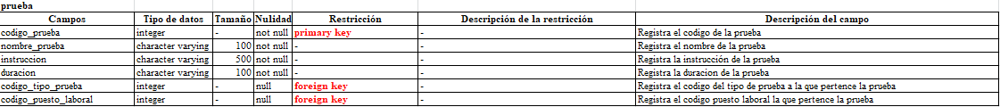 prueba
Campos Tipo de datos Tamaño Nulidad Restricción Descripción de la restricción Descripción del campo
codigo_prueba integer - not null primary key - Registra el codigo de la prueba
nombre_prueba character varying 100 not null - - Registra el nombre de la prueba
instruccion character varying 500 not null - - Registra la instrucción de la prueba
duracion character varying 100 not null - - Registra la duracion de la prueba
codigo_tipo_prueba integer - null foreign key - Registra el codigo del tipo de prueba a la que pertence la prueba
codigo_puesto_laboral integer - null foreign key - Registra el codigo puesto laboral la que pertence la prueba